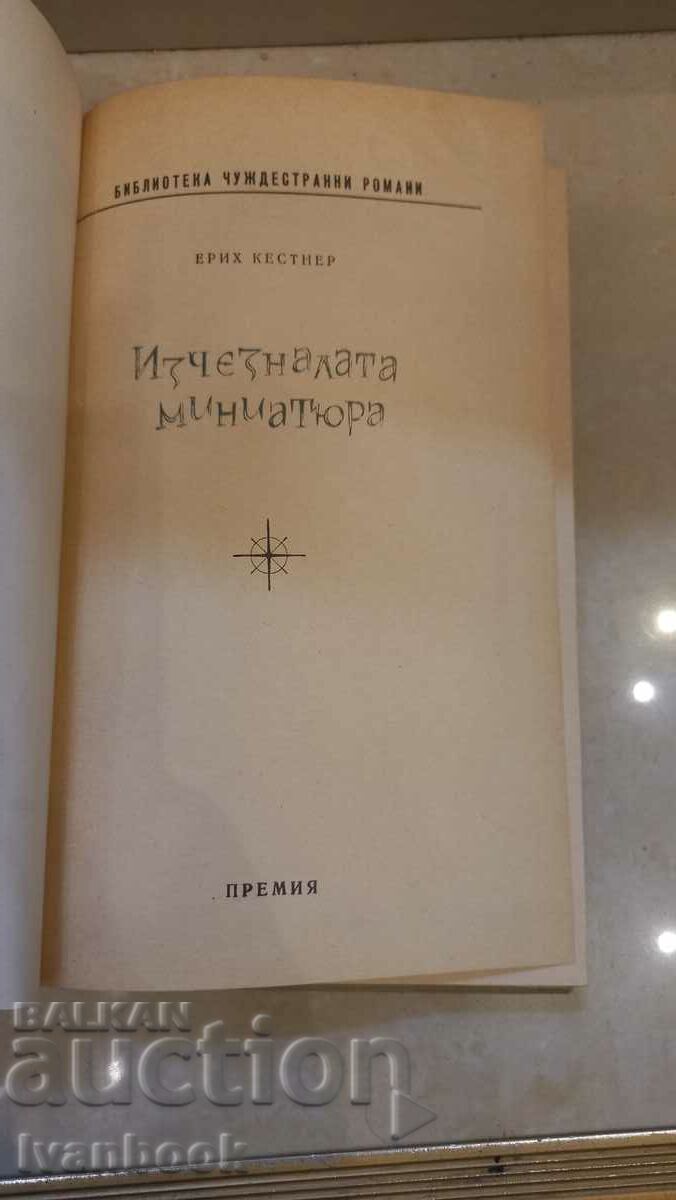 БИБЛИОТЕКА ЧУЖДЕСТРАННИ РОМАНИ
ЕРИХ КЕСТНЕР
Изчезналата
миниатюра
ПРЕМИЯ
BALKAN
auction
Ivanbook